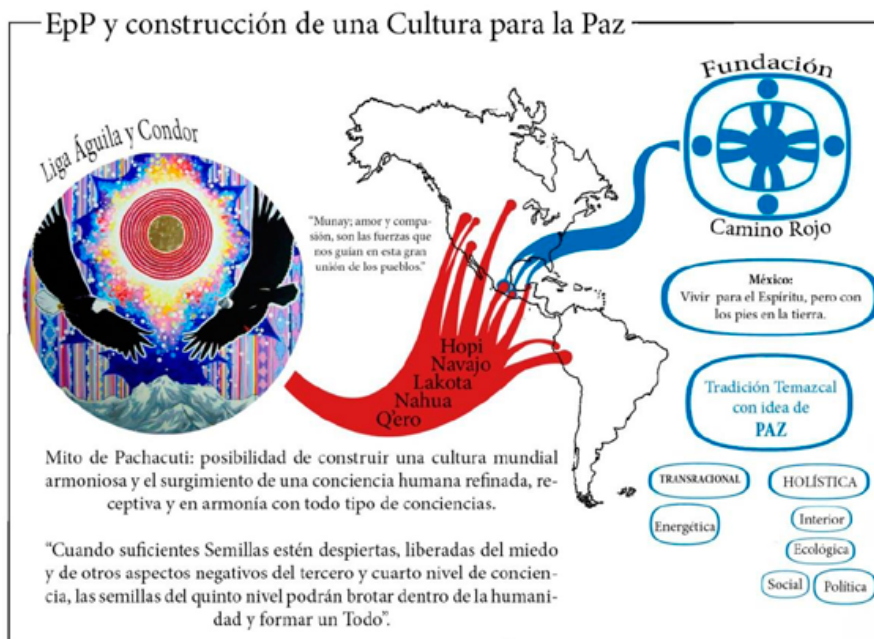 EpP y construcción de una Cultura para la Paz
Liga Águila y Condor
"Munay; amor y compa-
sión, son las fuerzas que
nos guían en esta gran
unión de los pueblos."
Hopi
Navajo
Lakota
Nahua
Q'ero
Fundación
Camino Rojo
México:
Vivir para el Espíritu, pero con
los pies en la tierra.
Tradición Temazcal
con idea de
PAZ
TRANSRACIONAL
HOLÍSTICA
Energética
Interior
Ecológica
Social
Política
Mito de Pachacuti: posibilidad de construir una cultura mundial
armoniosa y el surgimiento de una conciencia humana refinada, re-
ceptiva y en armonía con todo tipo de conciencias.
"Cuando suficientes Semillas estén despiertas, liberadas del miedo
y de otros aspectos negativos del tercero y cuarto nivel de concien-
cia, las semillas del quinto nivel podrán brotar dentro de la humani-
dad y formar un Todo".